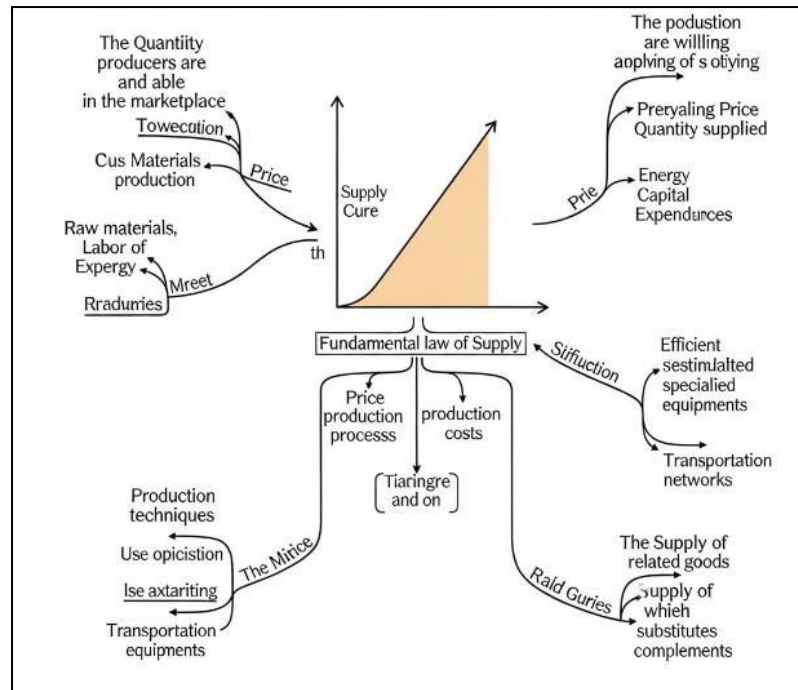 The Quantiity
producers are
and able
in the marketplace
Towecution
Cus Materials
production
Price
Raw materials,
Labor of
Expergy
Mreet
Rradumies
Supply
Cure
th
The podustion
are willling
applying of s otiying
Preryaling Price
Quantity supplied
Prie
Energy
Capital
Expendures
Fundamental law of Supply
Price
production
processs
production
costs
Tiaringre
and on
Siffuction
Efficient
sestimdalted
specialied
equipments
Transportation
networks
Production
techniques
Use opicistion
Ise axtariting
Transportation
equipments
The Mirice
Rald Guries
The Supply of
related goods
Supply of
whieh
substitutes
complements